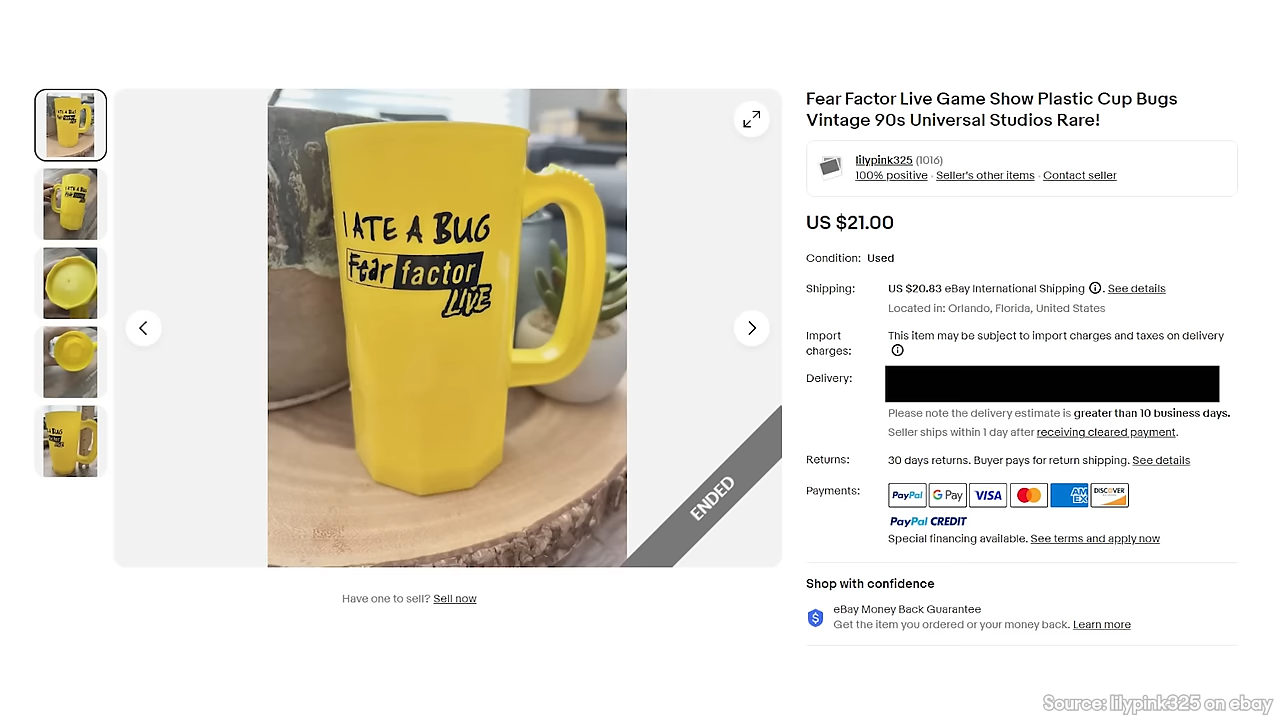 Fear Factor Live Game Show Plastic Cup Bugs
Vintage 90s Universal Studios Rare!
lilypink325 (1016)
100% positive · Seller's other items · Contact seller
US $21.00
Condition: Used
Shipping: US $20.83 eBay International Shipping. See details
Located in: Orlando, Florida, United States
Import charges: This item may be subject to import charges and taxes on delivery
Delivery:
Please note the delivery estimate is greater than 10 business days.
Seller ships within 1 day after receiving cleared payment.
Returns: 30 days returns. Buyer pays for return shipping. See details
Payments: PayPal G Pay VISA AM EX DISCOVER
PayPal CREDIT
Special financing available. See terms and apply now
Shop with confidence
eBay Money Back Guarantee
Get the item you ordered or your money back. Learn more
I ATE A BUG
Fear factor
LIVE
ENDED
Have one to sell? Sell now
Source: lilypink325 on ebay